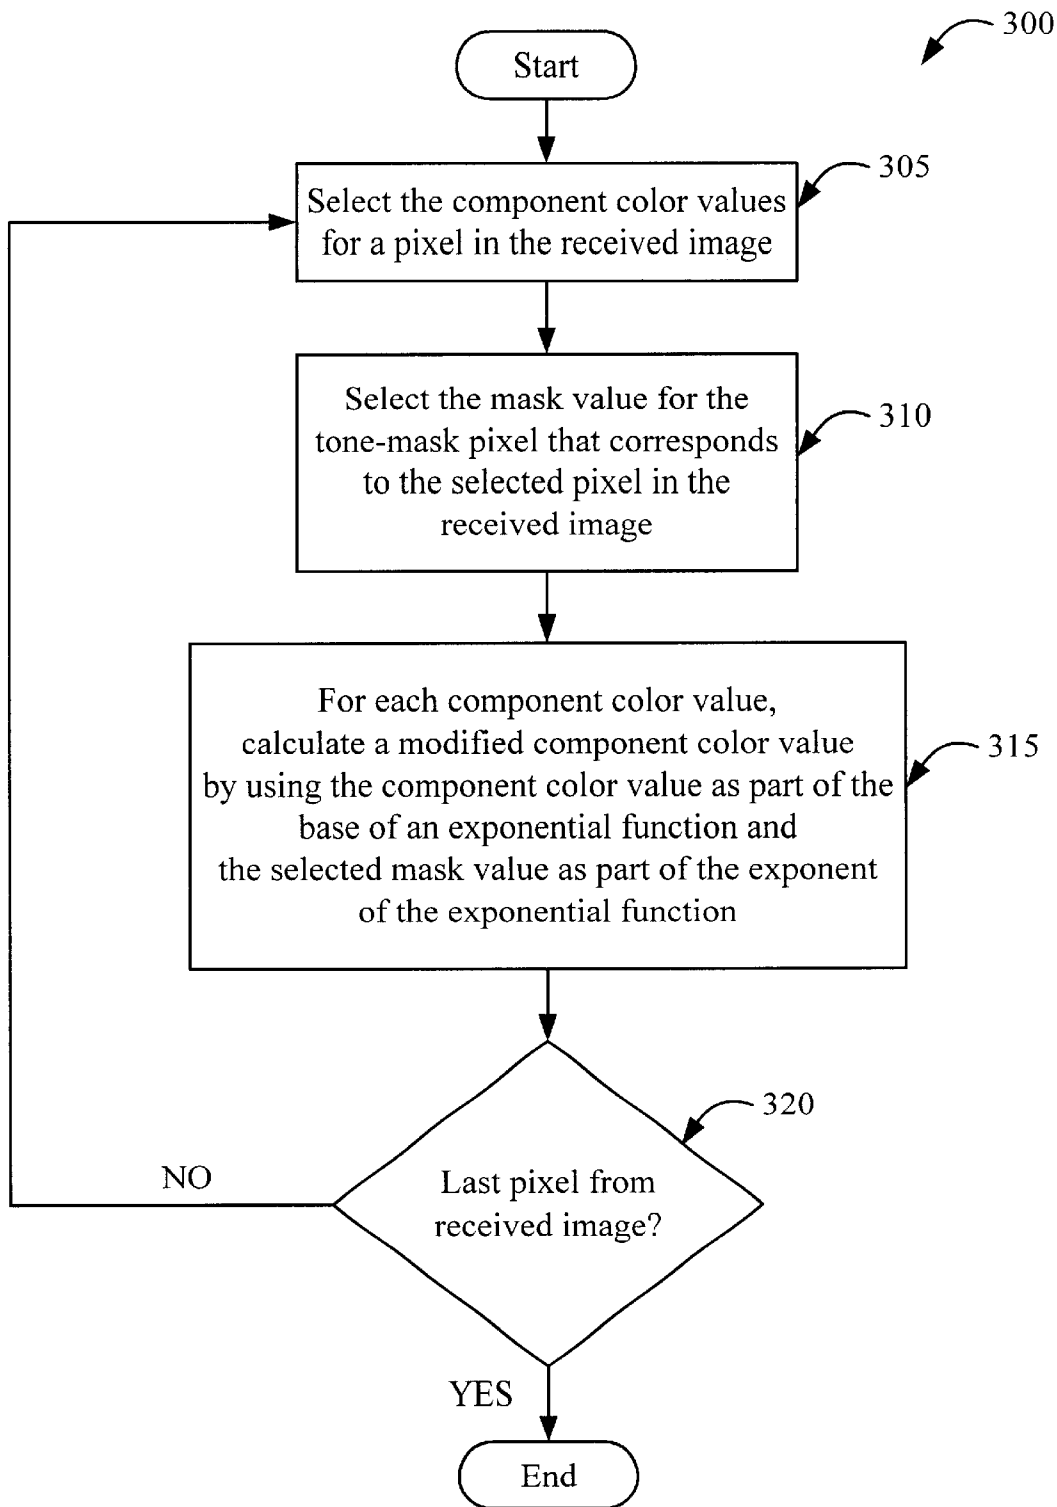 300
Start
305
Select the component color values
for a pixel in the received image
310
Select the mask value for the
tone-mask pixel that corresponds
to the selected pixel in the
received image
315
For each component color value,
calculate a modified component color value
by using the component color value as part of the
base of an exponential function and
the selected mask value as part of the exponent
of the exponential function
320
Last pixel from
received image?
NO
YES
End